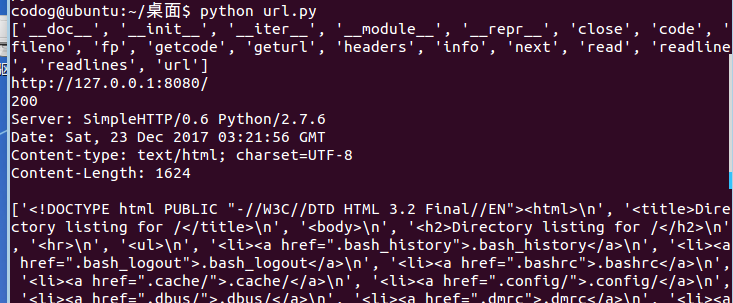 codog@ubuntu:~/桌面$ python url.py
['__doc__', '__init__', '__iter__', '__module__', '__repr__', 'close', 'code', '
fileno', 'fp', 'getcode', 'geturl', 'headers', 'info', 'next', 'read', 'readline
', 'readlines', 'url']
http://127.0.0.1:8080/
200
Server: SimpleHTTP/0.6 Python/2.7.6
Date: Sat, 23 Dec 2017 03:21:56 GMT
Content-type: text/html; charset=UTF-8
Content-Length: 1624

['<!DOCTYPE html PUBLIC "-//W3C//DTD HTML 3.2 Final//EN"><html>\n', '<title>Dire
ctory listing for /</title>\n', '<body>\n', '<h2>Directory listing for /</h2>\n'
, '<hr>\n', '<ul>\n', '<li><a href=".bash_history">.bash_history</a>\n', '<li><a
 href=".bash_logout">.bash_logout</a>\n', '<li><a href=".bashrc">.bashrc</a>\n',
 '<li><a href=".cache/">.cache/</a>\n', '<li><a href=".config/">.config/</a>\n',
 '<li><a href=".dbus/">.dbus/</a>\n', '<li><a href=".dmrc">.dmrc</a>\n', '<li><a